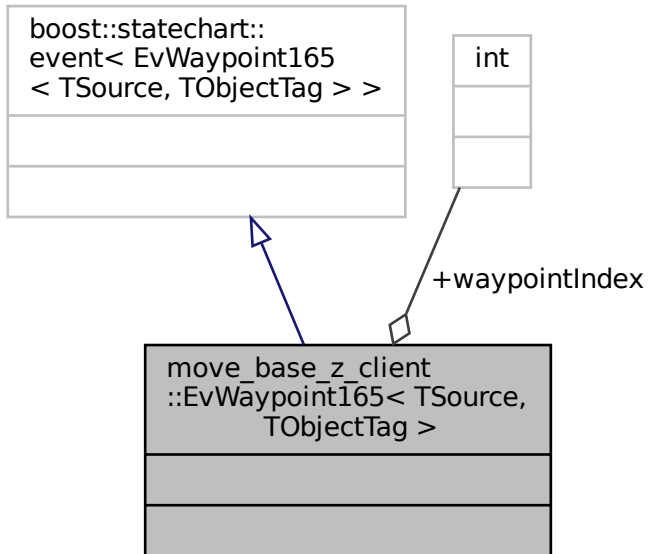 boost::statechart::
event< EvWaypoint165
< TSource, TObjectTag > >
int
+waypointIndex
move_base_z_client
::EvWaypoint165< TSource,
TObjectTag >